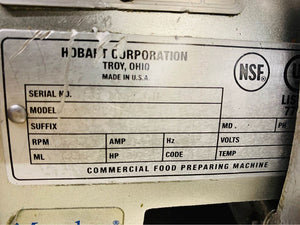 HOBART CORPORATION
TROY, OHIO
MADE IN U.S.A.
NSF
SERIAL NO.
MODEL
SUFFIX
MD.
PH
RPM
AMP
Hz
VOLTS
ML
HP
CODE
TEMP
COMMERCIAL FOOD PREPARING MACHINE